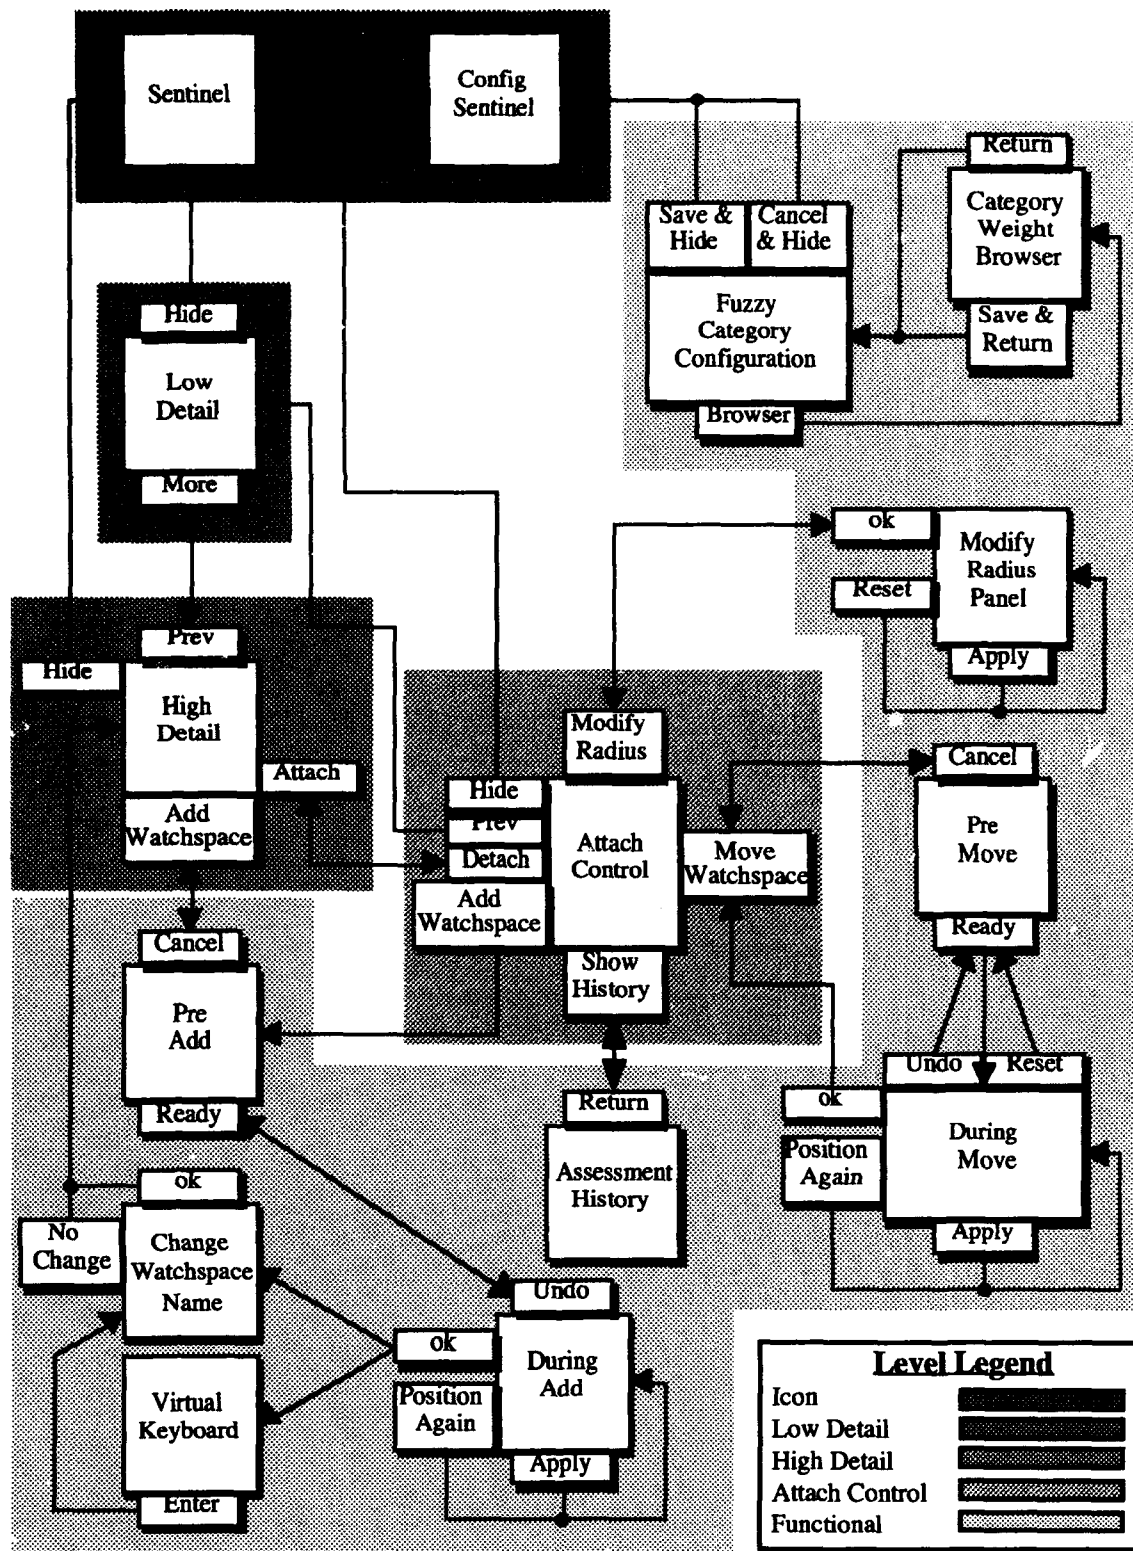 Sentinel
Config
Sentinel
Return
Category
Weight
Browser
Save &
Return
Save &
Hide
Cancel
& Hide
Fuzzy
Category
Configuration
Browser
Hide
Low
Detail
More
ok
Reset
Modify
Radius
Panel
Apply
Prev
Hide
High
Detail
Attach
Add
Watchspace
Modify
Radius
Hide
Prev
Detach
Add
Watchspace
Attach
Control
Move
Watchspace
Show
History
Cancel
Pre
Move
Ready
Cancel
Pre
Add
Ready
Undo
Reset
ok
Position
Again
During
Move
Apply
Return
Assessment
History
ok
No
Change
Change
Watchspace
Name
Undo
ok
Position
Again
During
Add
Apply
Virtual
Keyboard
Enter
Level Legend
Icon
Low Detail
High Detail
Attach Control
Functional